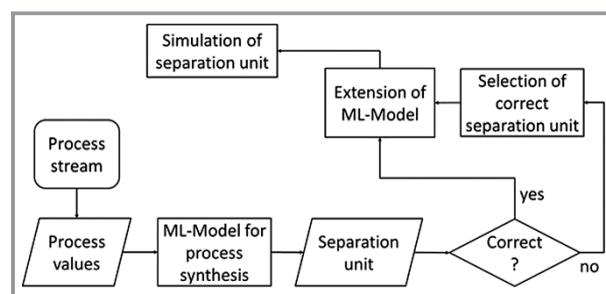 Simulation of
separation unit
Extension of
ML-Model
Selection of
correct
separation unit
Process
stream
yes
Process
values
ML-Model for
process
synthesis
Separation
unit
Correct
?
no